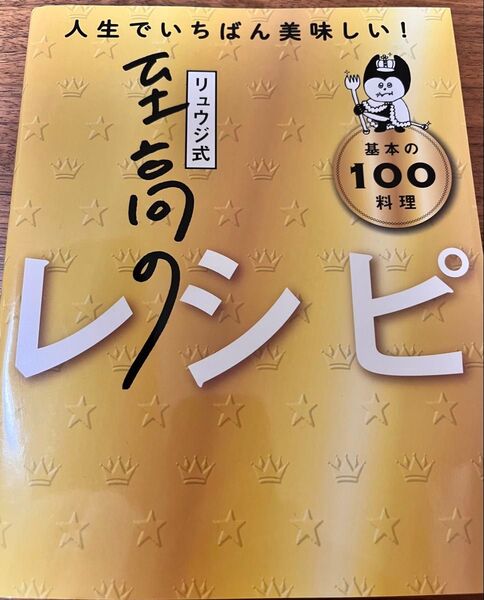 人生でいちばん美味しい！
リュウジ式
至高の
レシピ
基本の
100
料理